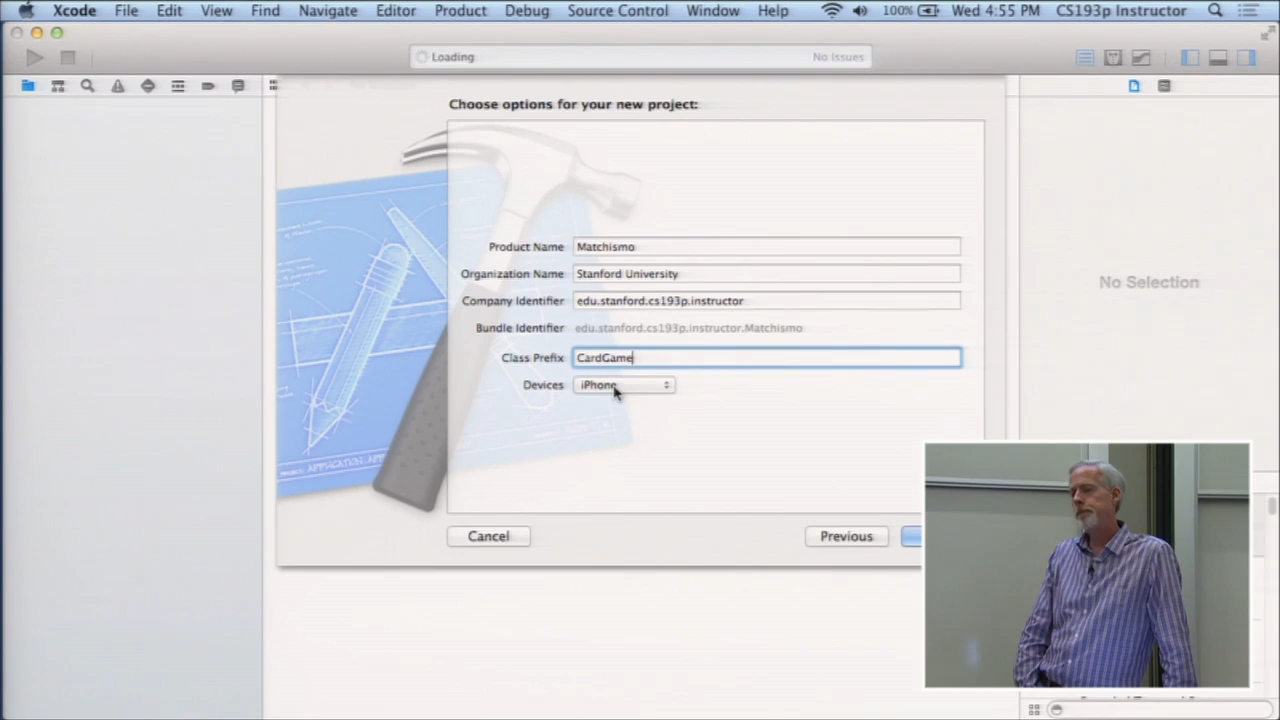 Xcode File Edit View Find Navigate Editor Product Debug Source Control Window Help 100% Wed 4:55 PM CS193p Instructor
Loading No Issues
Choose options for your new project:
Product Name Matchismo
Organization Name Stanford University
Company Identifier edu.stanford.cs193p.instructor
Bundle Identifier edu.stanford.cs193p.instructor.Matchismo
Class Prefix CardGame
Devices iPhone
No Selection
Cancel Previous